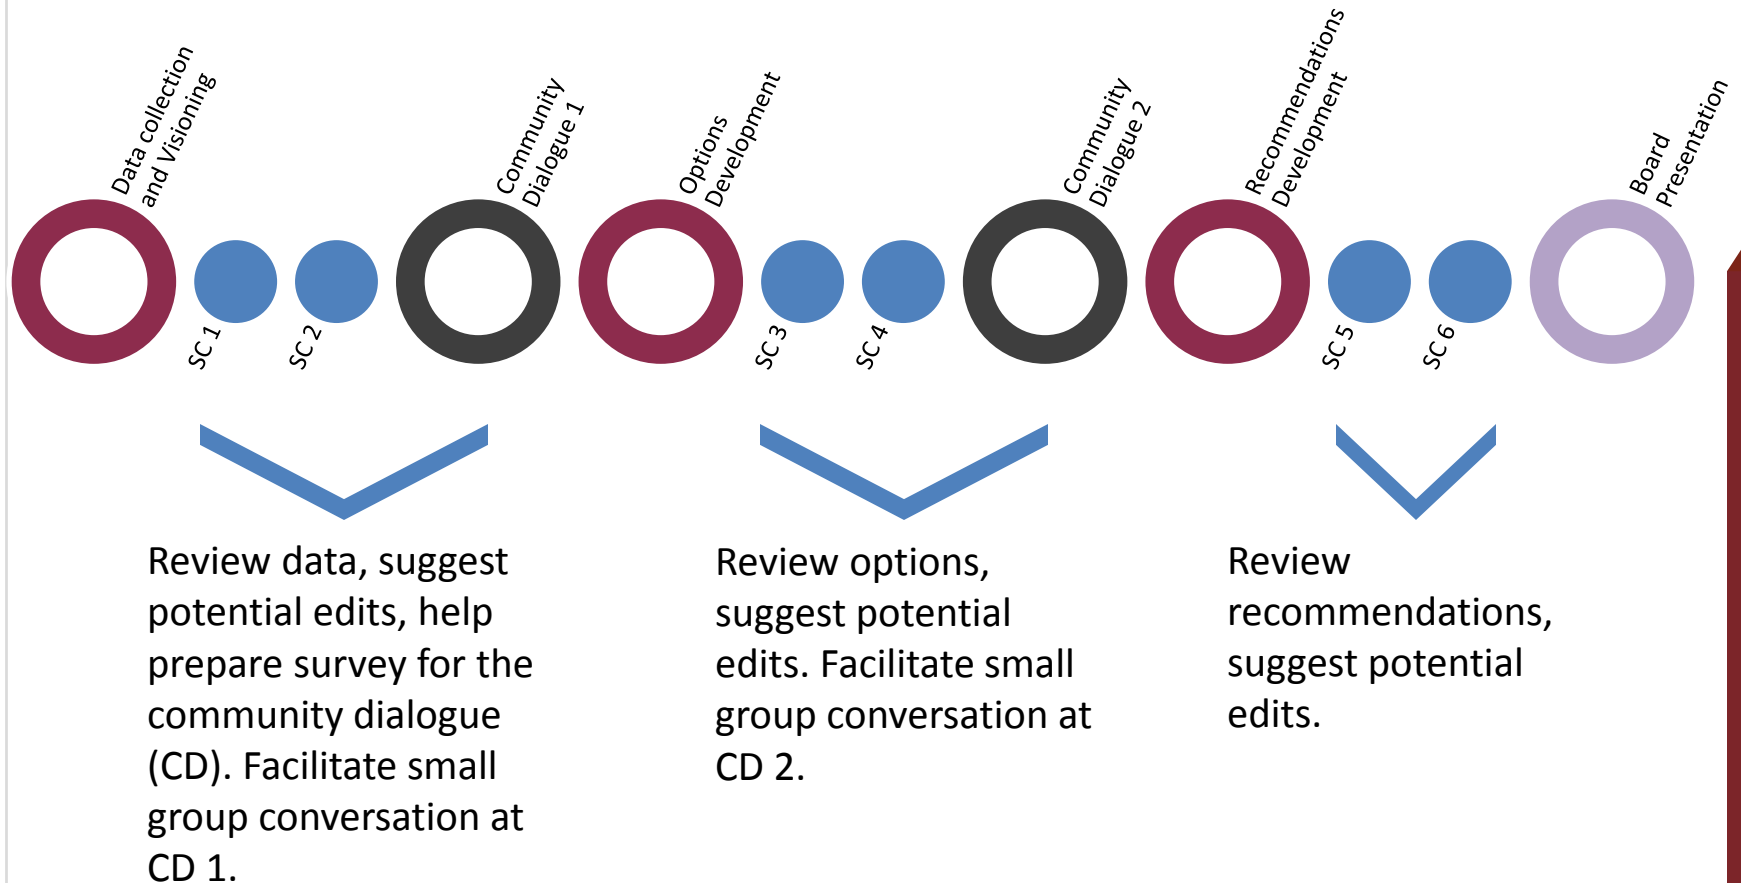 Data collection
and Visioning
Community
Dialogue 1
Options
Development
Community
Dialogue 2
Recommendations
Development
Board
Presentation
SC 1
SC 2
SC 3
SC 4
SC 5
SC 6
Review data, suggest
potential edits, help
prepare survey for the
community dialogue
(CD). Facilitate small
group conversation at
CD 1.
Review options,
suggest potential
edits. Facilitate small
group conversation at
CD 2.
Review
recommendations,
suggest potential
edits.